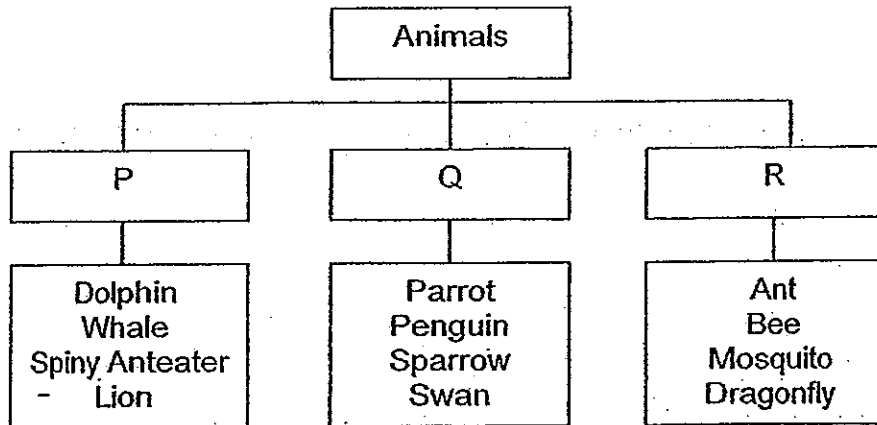 Animals
P
Q
R
Dolphin
Whale
Spiny Anteater
Lion
Parrot
Penguin
Sparrow
Swan
Ant
Bee
Mosquito
Dragonfly